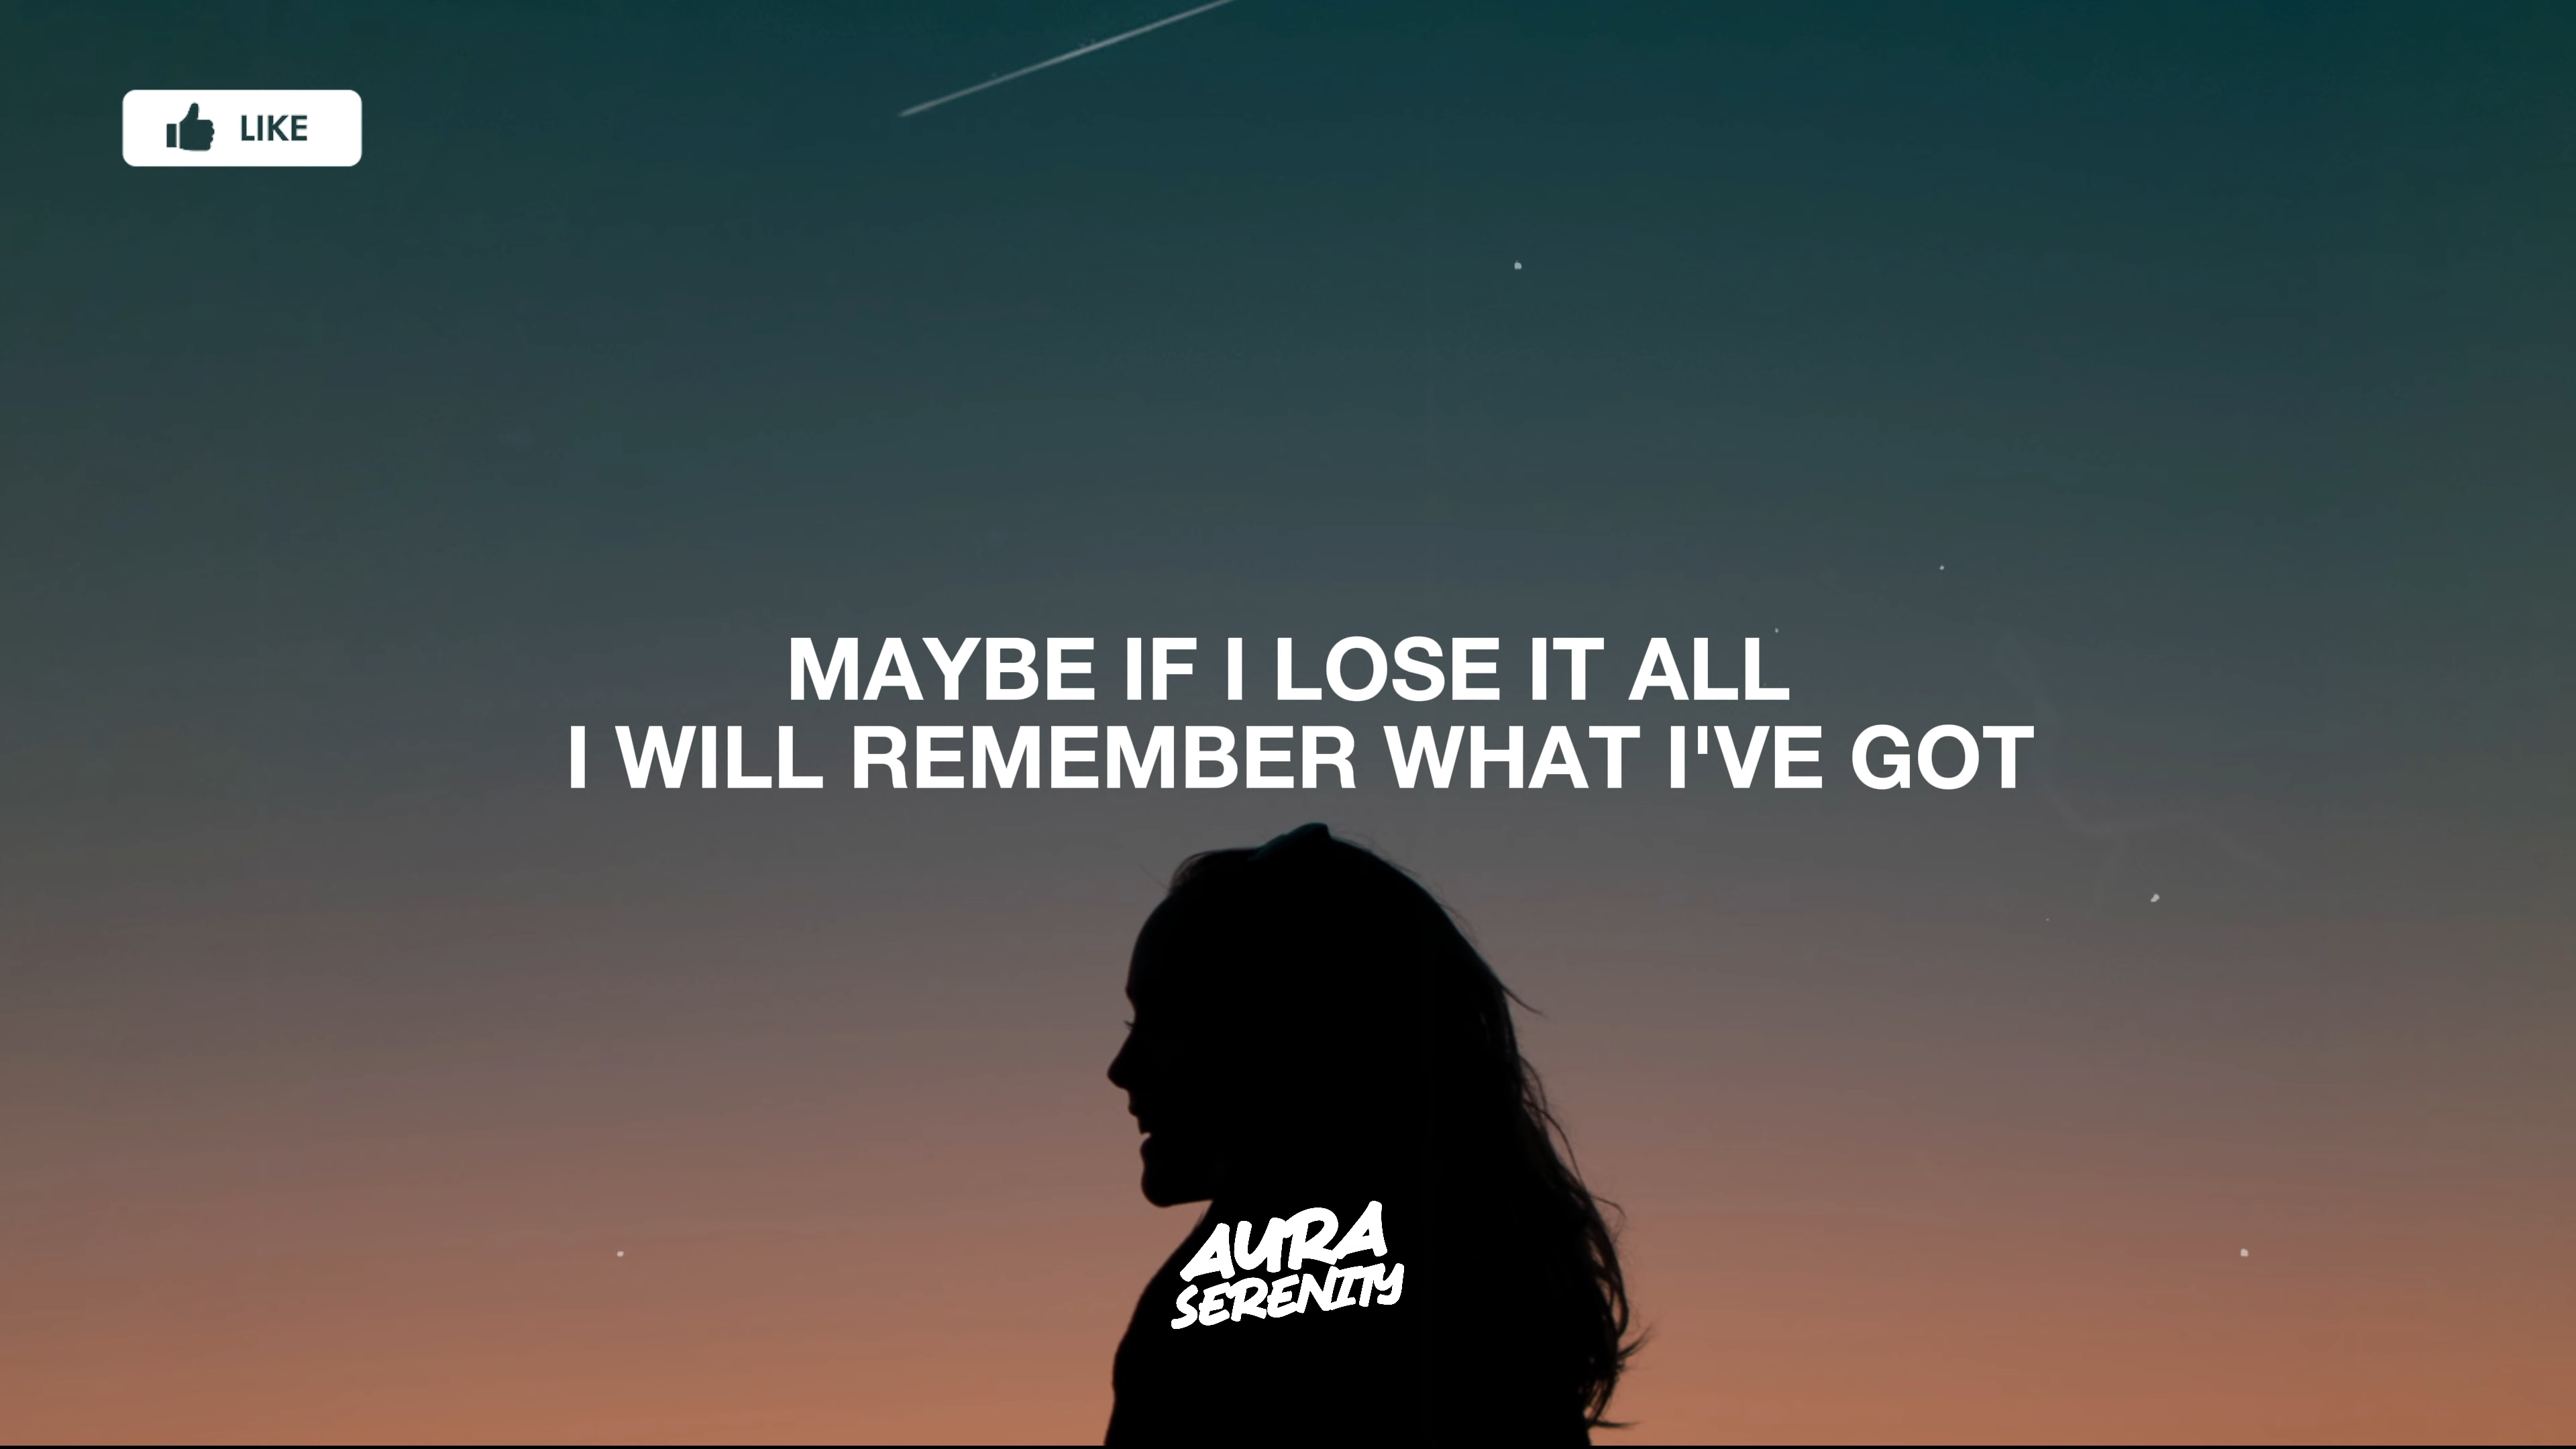 LIKE
MAYBE IF I LOSE IT ALL
I WILL REMEMBER WHAT I'VE GOT
AURA
SERENITY